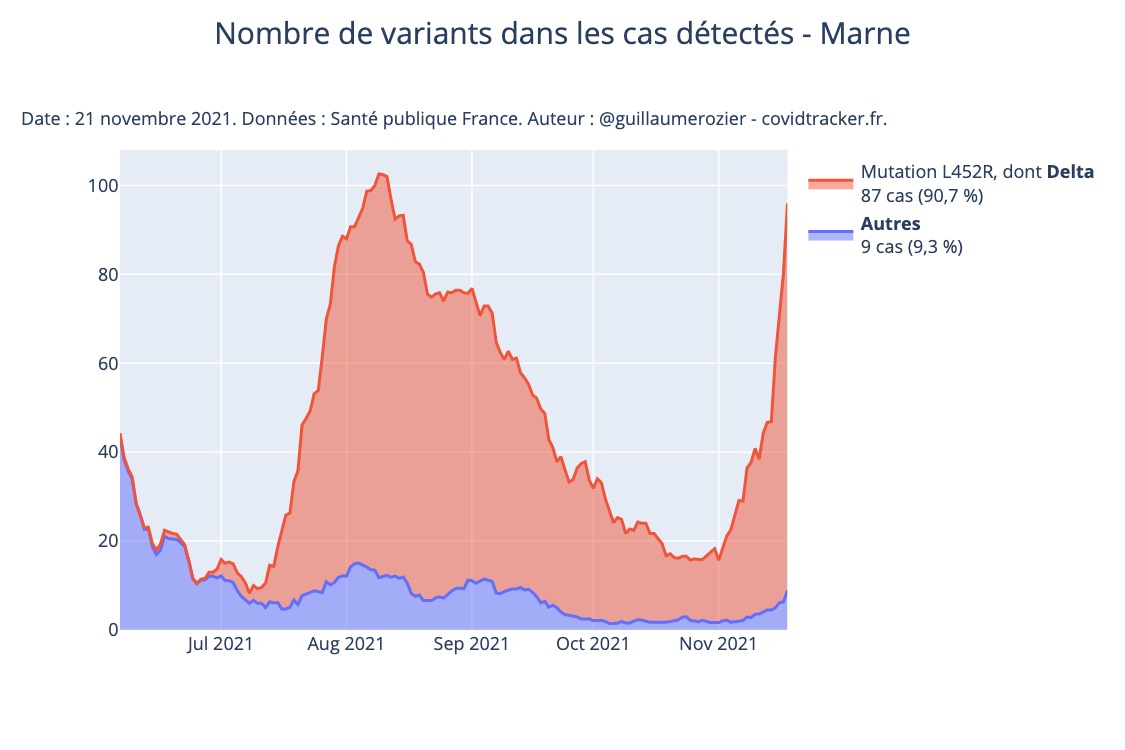 Nombre de variants dans les cas détectés - Marne
Date : 21 novembre 2021. Données : Santé publique France. Auteur : @guillaumerozier - covidtracker.fr.
Mutation L452R, dont Delta
87 cas (90,7 %)
Autres
9 cas (9,3 %)
100
80
60
40
20
0
Jul 2021
Aug 2021
Sep 2021
Oct 2021
Nov 2021